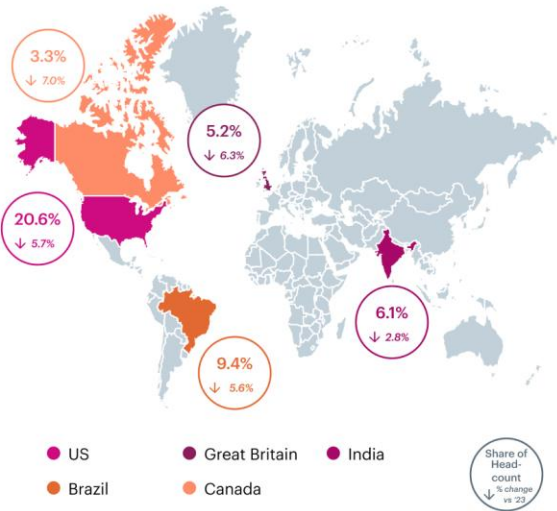 3.3%
↓ 7.0%
5.2%
↓ 6.3%
20.6%
↓ 5.7%
6.1%
↓ 2.8%
9.4%
↓ 5.6%
US
Great Britain
India
Brazil
Canada
Share of
Head-
count
↓ % change
vs '23